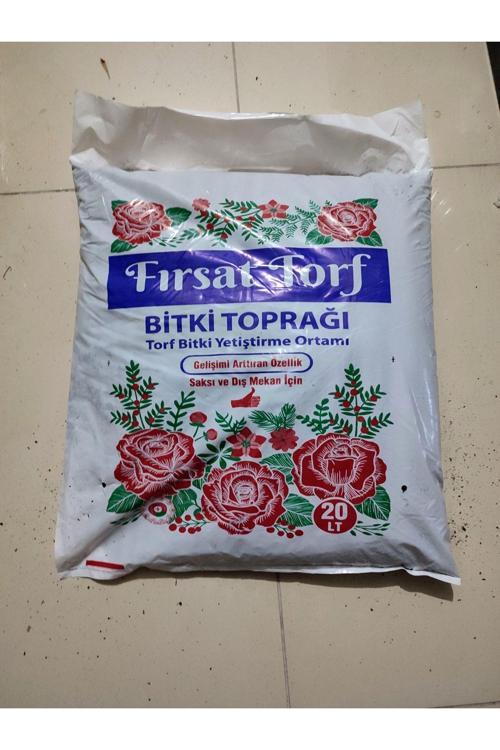 Fırsat Torf
BİTKİ TOPRAĞI
Torf Bitki Yetiştirme Ortamı
Gelişimi Arttıran Özellik
Saksı ve Dış Mekan İçin
20
LT